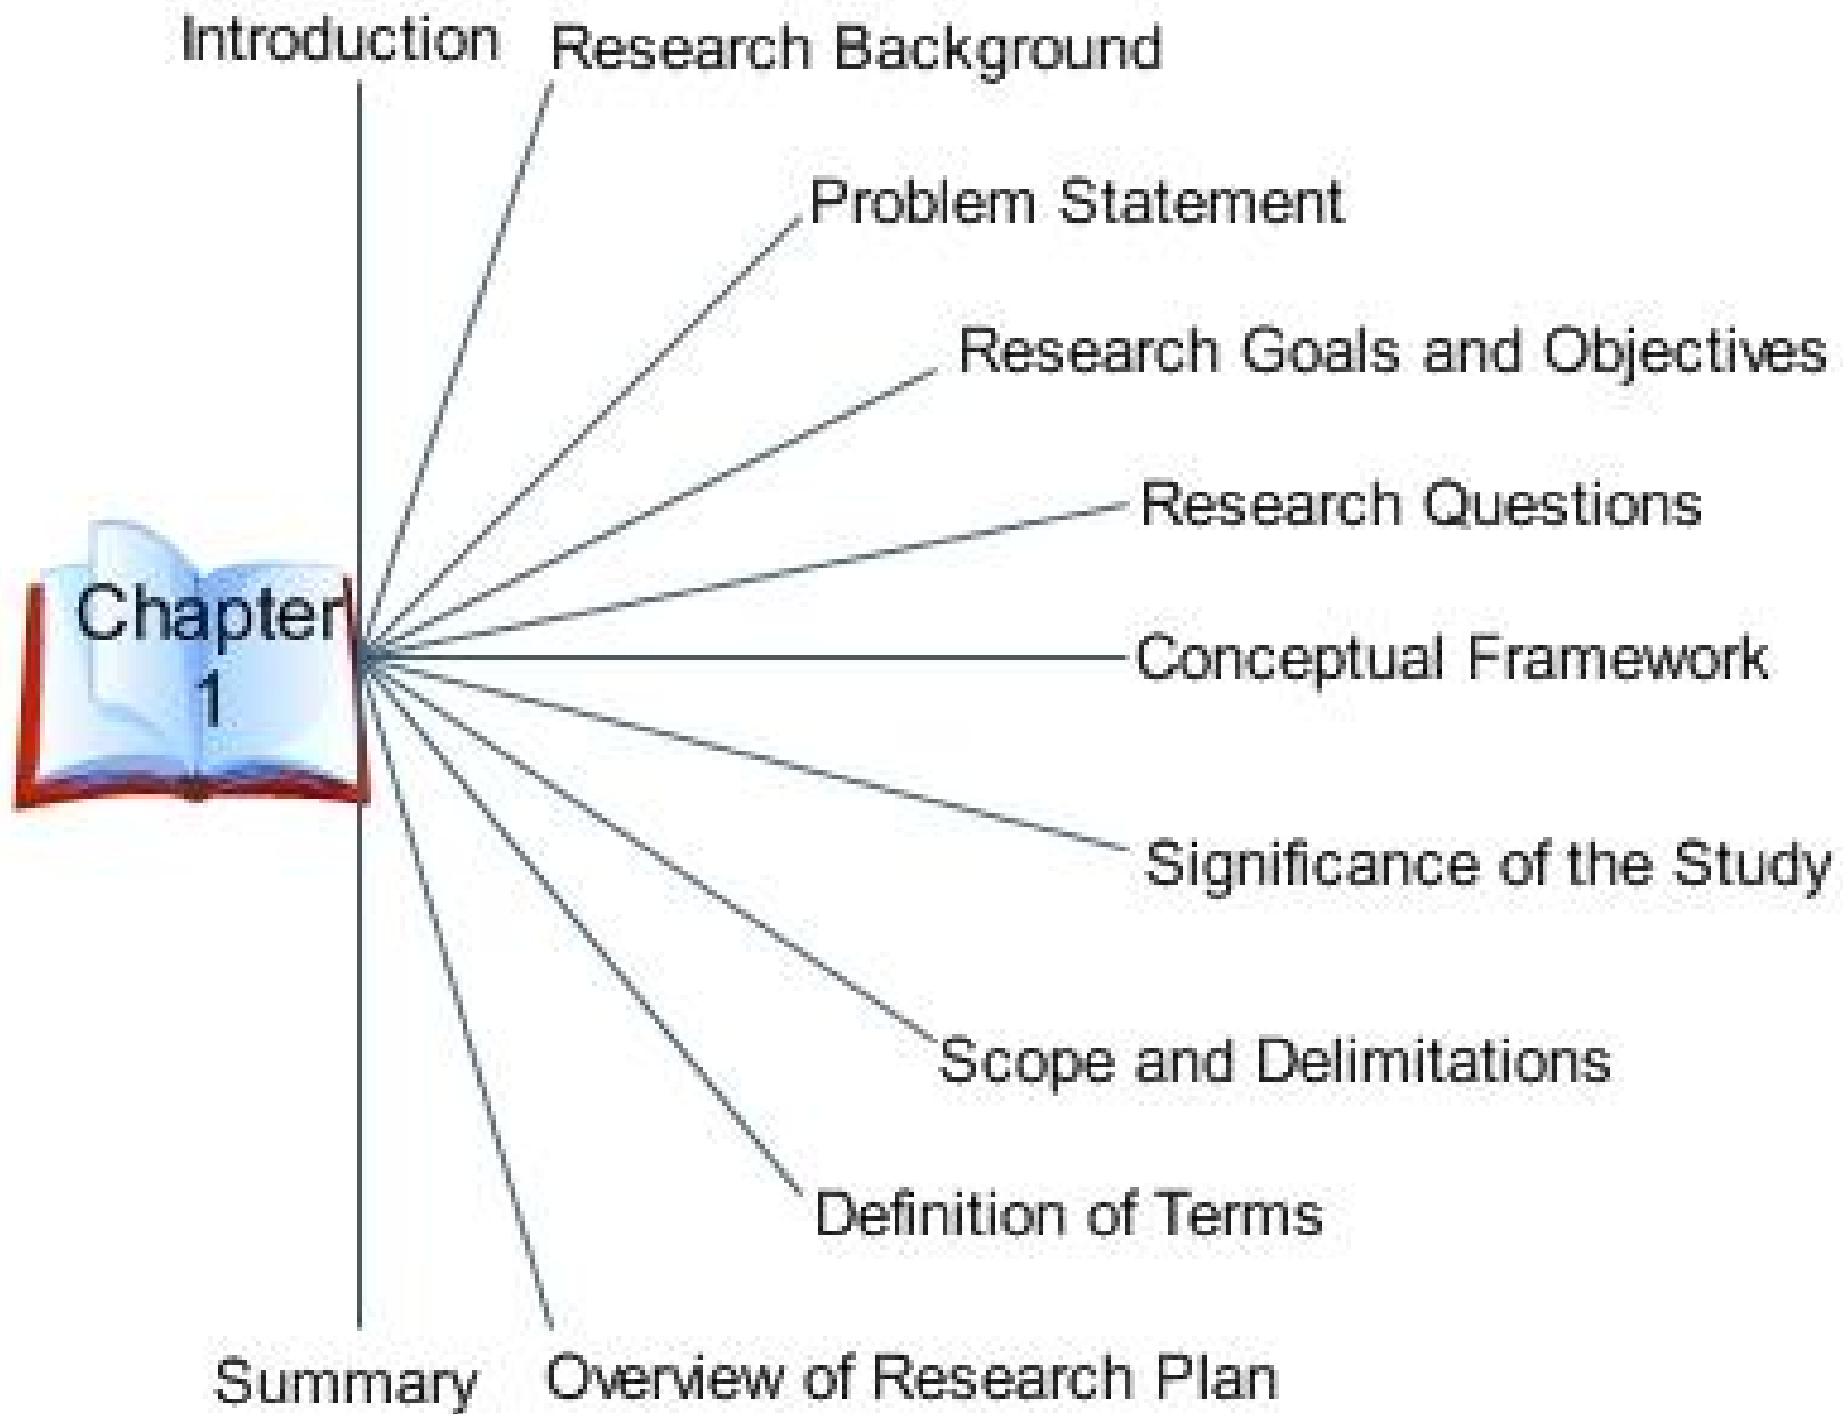 Introduction
Research Background
Problem Statement
Research Goals and Objectives
Research Questions
Chapter
1
Conceptual Framework
Significance of the Study
Scope and Delimitations
Definition of Terms
Overview of Research Plan
Summary